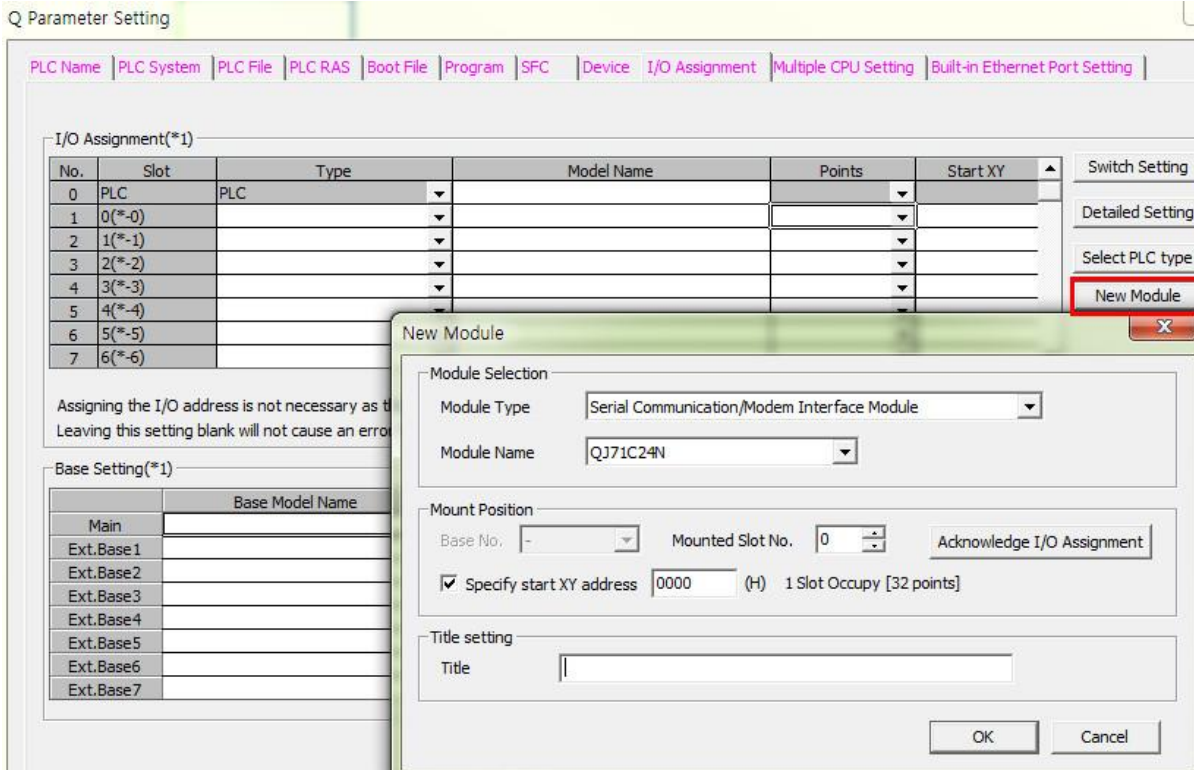 Q Parameter Setting
PLC Name PLC System PLC File PLC RAS Boot File Program SFC Device I/O Assignment Multiple CPU Setting Built-in Ethernet Port Setting
I/O Assignment(*1)
No. Slot Type Model Name Points Start XY
0 PLC PLC
1 0(*-0)
2 1(*-1)
3 2(*-2)
4 3(*-3)
5 4(*-4)
6 5(*-5)
7 6(*-6)
Switch Setting
Detailed Setting
Select PLC type
New Module
Assigning the I/O address is not necessary as
Leaving this setting blank will not cause an
Base Setting(*1)
Base Model Name
Main
Ext.Base1
Ext.Base2
Ext.Base3
Ext.Base4
Ext.Base5
Ext.Base6
Ext.Base7
New Module
Module Selection
Module Type Serial Communication/Modem Interface Module
Module Name QJ71C24N
Mount Position
Base No. - Mounted Slot No. 0 Acknowledge I/O Assignment
Specify start XY address 0000 (H) 1 Slot Occupy [32 points]
Title setting
Title
OK Cancel